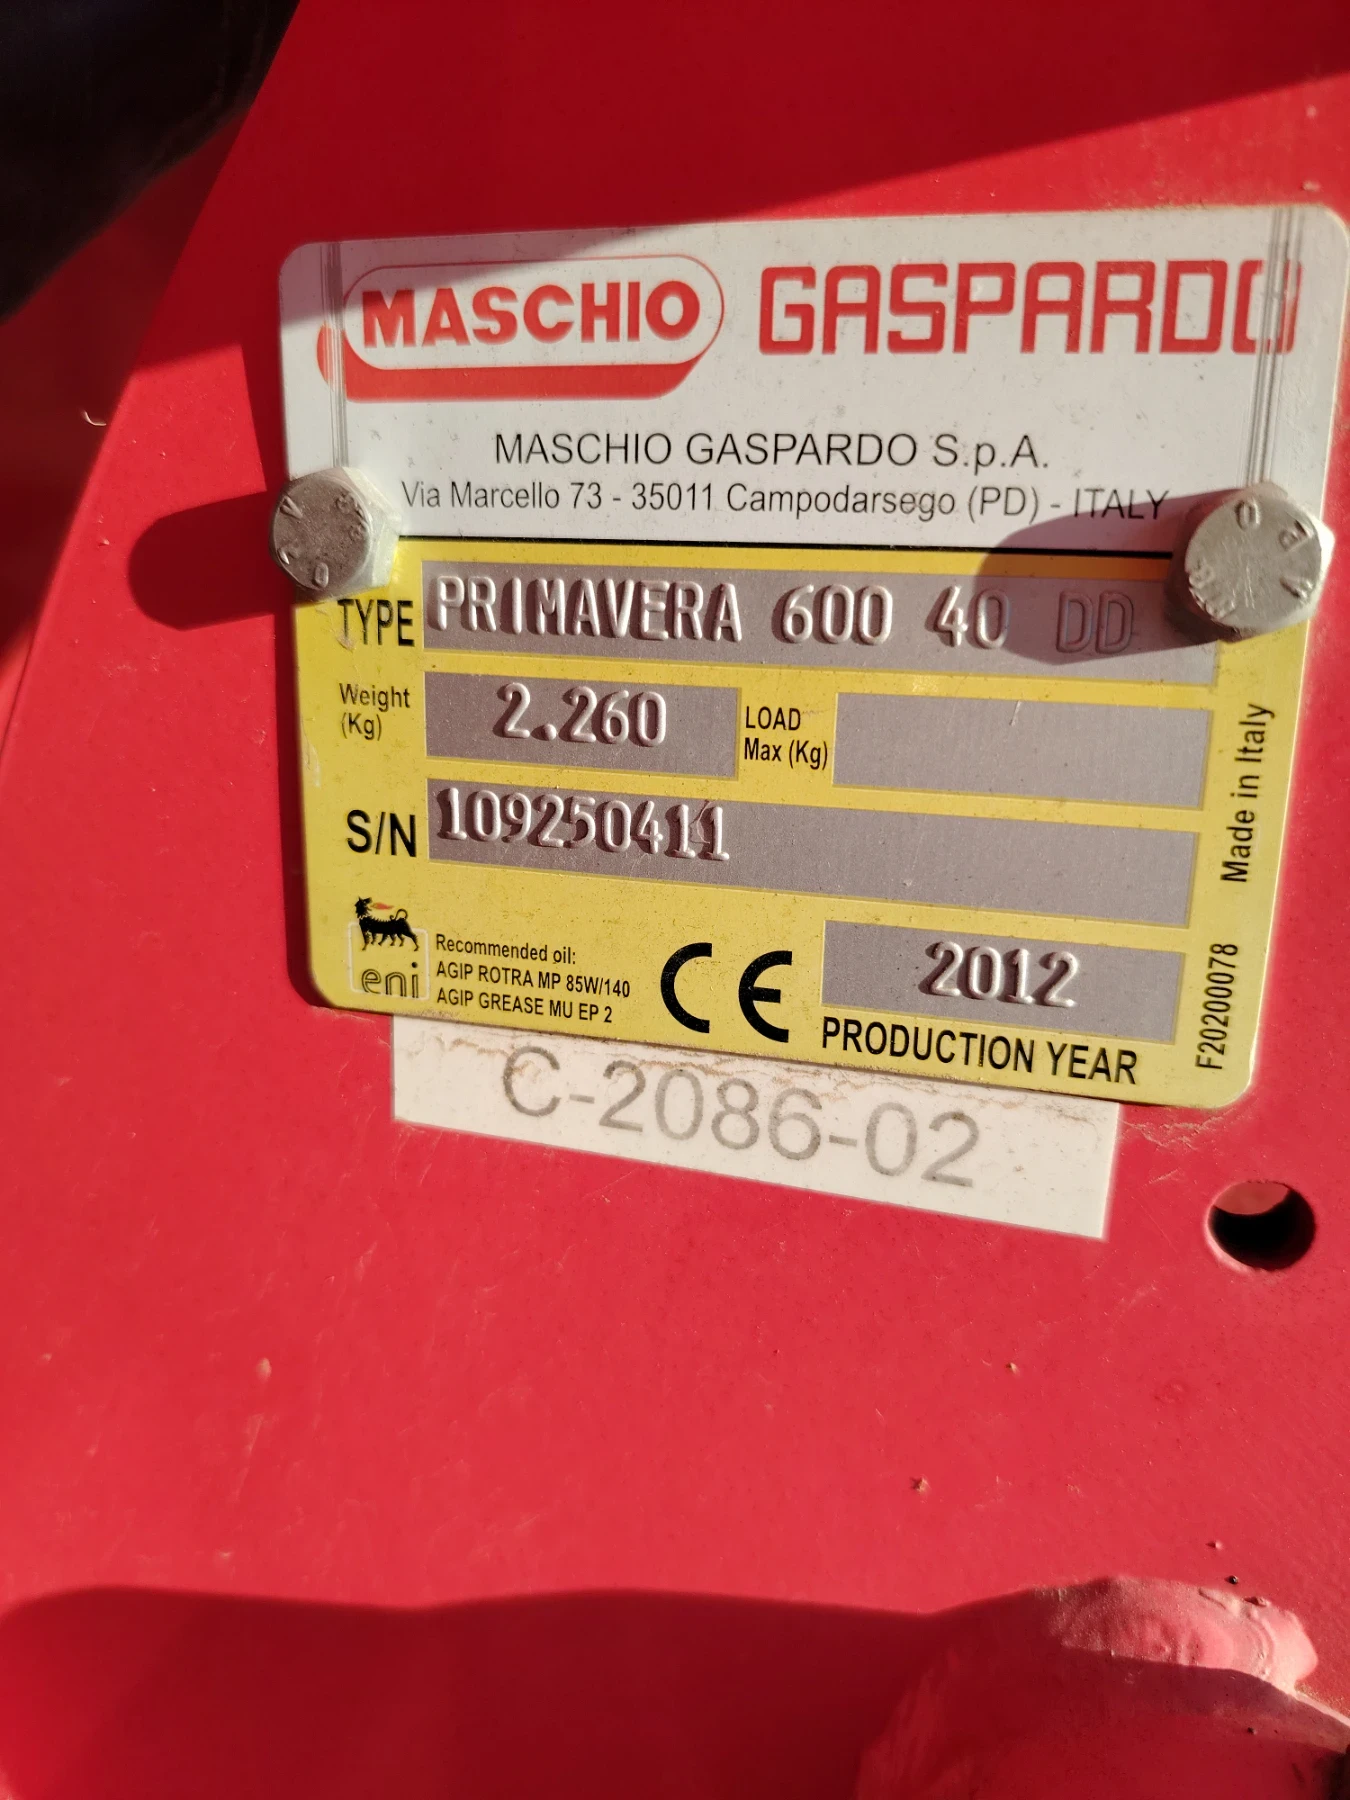 MASCHIO GASPARDO
MASCHIO GASPARDO S.p.A.
Via Marcello 73 - 35011 Campodarsego (PD) - ITALY
TYPE PRIMAVERA 600 40 DD
Weight (Kg) 2.260 LOAD Max (Kg)
S/N 109250411
eni
Recommended oil:
AGIP ROTRA MP 85W/140
AGIP GREASE MU EP 2
CE
2012
PRODUCTION YEAR
Made in Italy
F20200078
C-2086-02